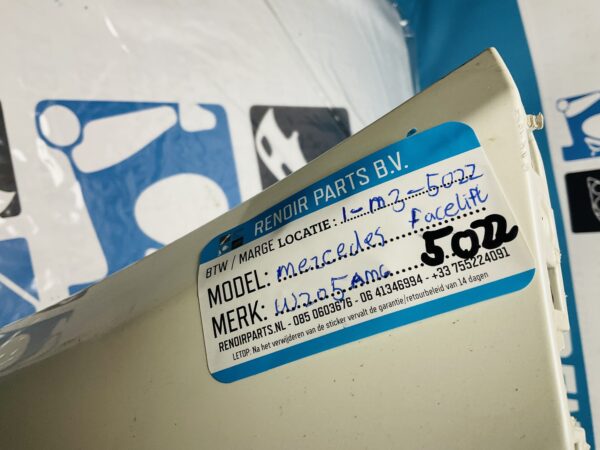 RENOIR PARTS B.V.
BTW / MARGE LOCATIE: 1-m3-5022
MODEL: mercedes facelift
MERK: W205 AMG 5022
RENOIRPARTS.NL - 085 0603676 - 06 41346994 - +33 755224091
LETOP: Na het verwijderen van de sticker vervalt de garantie/retourbeleid van 14 dagen